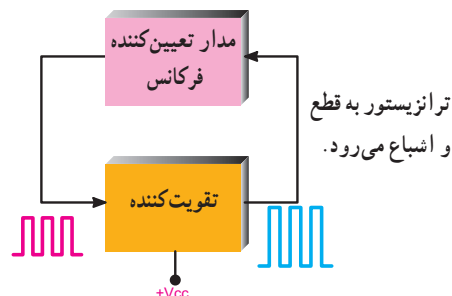 مدار تعیین‌کننده
فرکانس
ترانزیستور به قطع
و اشباع می‌رود.
تقویت‌کننده
+Vcc